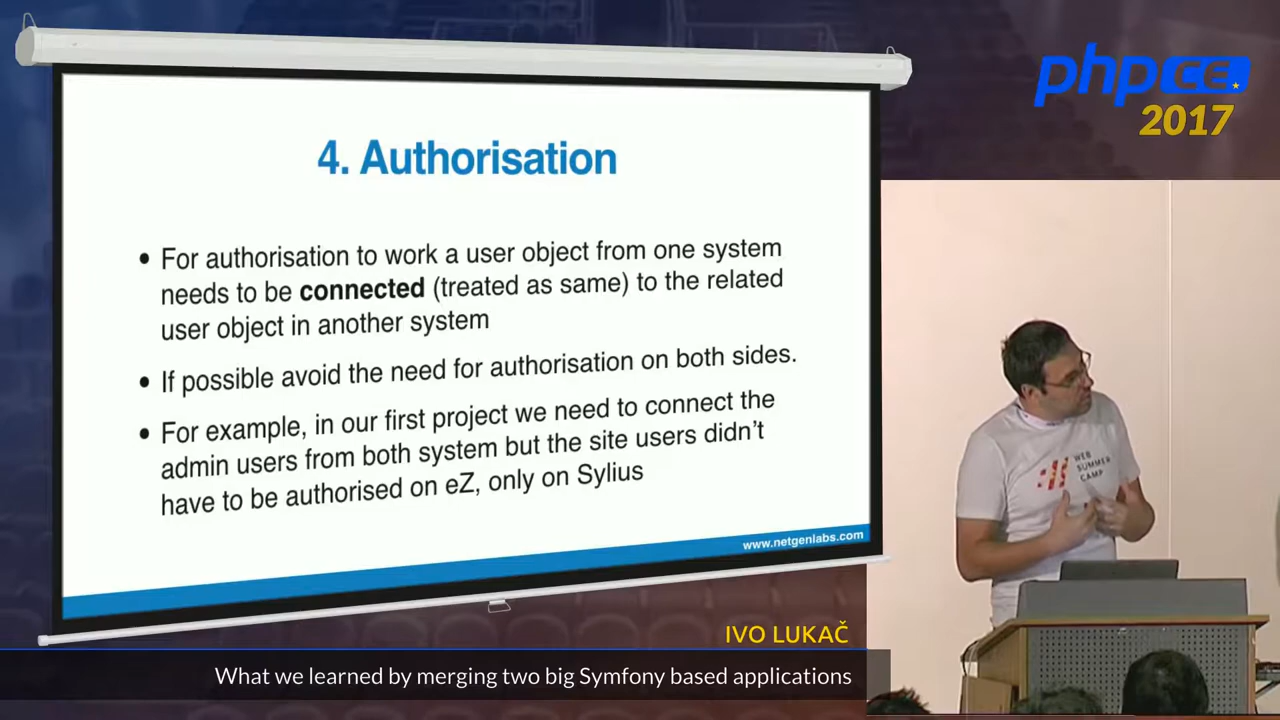 phpCE
2017
4. Authorisation
• For authorisation to work a user object from one system
needs to be connected (treated as same) to the related
user object in another system
• If possible avoid the need for authorisation on both sides.
• For example, in our first project we need to connect the
admin users from both system but the site users didn't
have to be authorised on eZ, only on Sylius
www.netgenlabs.com
WEB
SUMMER
CAMP
IVO LUKAČ
What we learned by merging two big Symfony based applications